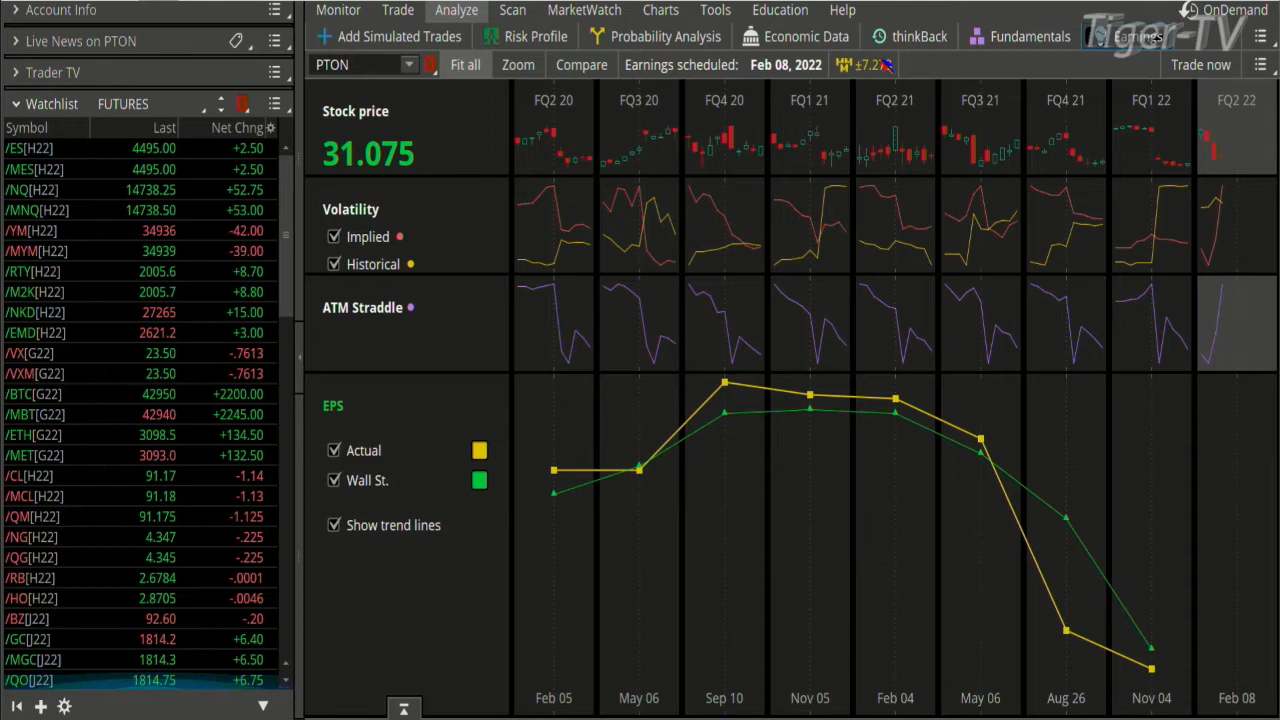 Account Info
Live News on PTON
Trader TV
Watchlist FUTURES
Symbol Last Net Chng
/ES[H22] 4495.00 +2.50
/MES[H22] 4495.00 +2.50
/NQ[H22] 14738.25 +52.75
/MNQ[H22] 14738.50 +53.00
/YM[H22] 34936 -42.00
/MYM[H22] 34939 -39.00
/RTY[H22] 2005.6 +8.70
/M2K[H22] 2005.7 +8.80
/NKD[H22] 27265 +15.00
/EMD[H22] 2621.2 +3.00
/VX[G22] 23.50 -.7613
/VXM[G22] 23.50 -.7613
/BTC[G22] 42950 +2200.00
/MBT[G22] 42940 +2245.00
/ETH[G22] 3098.5 +134.50
/MET[G22] 3093.0 +132.50
/CL[H22] 91.17 -1.14
/MCL[H22] 91.18 -1.13
/QM[H22] 91.175 -1.125
/NG[H22] 4.347 -.225
/QG[H22] 4.345 -.225
/RB[H22] 2.6784 -.0001
/HO[H22] 2.8705 -.0046
/BZ[J22] 92.60 -.20
/GC[J22] 1814.2 +6.40
/MGC[J22] 1814.3 +6.50
/QO[J22] 1814.75 +6.75
Monitor Trade Analyze Scan MarketWatch Charts Tools Education Help OnDemand
Tiger-TV
Add Simulated Trades Risk Profile Probability Analysis Economic Data thinkBack Fundamentals Earnings
PTON Fit all Zoom Compare Earnings scheduled: Feb 08, 2022 Trade now
FQ2 20 FQ3 20 FQ4 20 FQ1 21 FQ2 21 FQ3 21 FQ4 21 FQ1 22 FQ2 22
Stock price
31.075
Volatility
Implied
Historical
ATM Straddle
EPS
Actual
Wall St.
Show trend lines
Feb 05 May 06 Sep 10 Nov 05 Feb 04 May 06 Aug 26 Nov 04 Feb 08